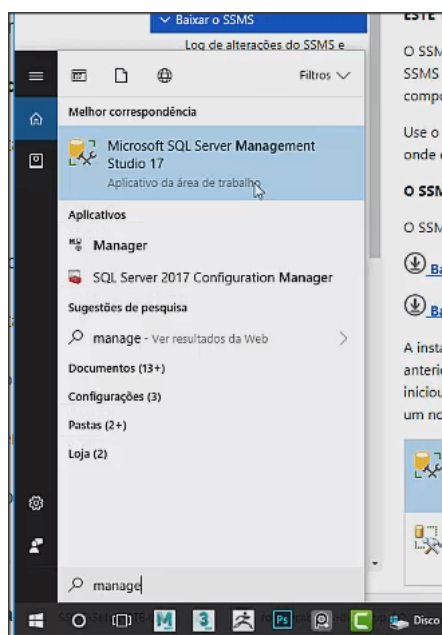 Baixar o SSMS
Log de alterações do SSMS e
O SSM
SSMS
compo
Use o
onde
O SSM
O SSM
Ba
Ba
A insta
anterio
iniciou
um no
Filtros
Melhor correspondência
Microsoft SQL Server Management
Studio 17
Aplicativo da área de trabalho
Aplicativos
Manager
SQL Server 2017 Configuration Manager
Sugestões de pesquisa
manage - Ver resultados da Web
Documentos (13+)
Configurações (3)
Pastas (2+)
Loja (2)
manage
3
Ps
Disco